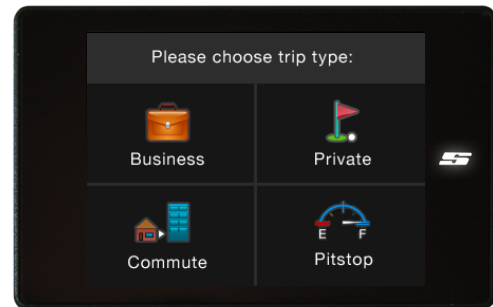 Please choose trip type:
Business
Private
Commute
E F
Pitstop